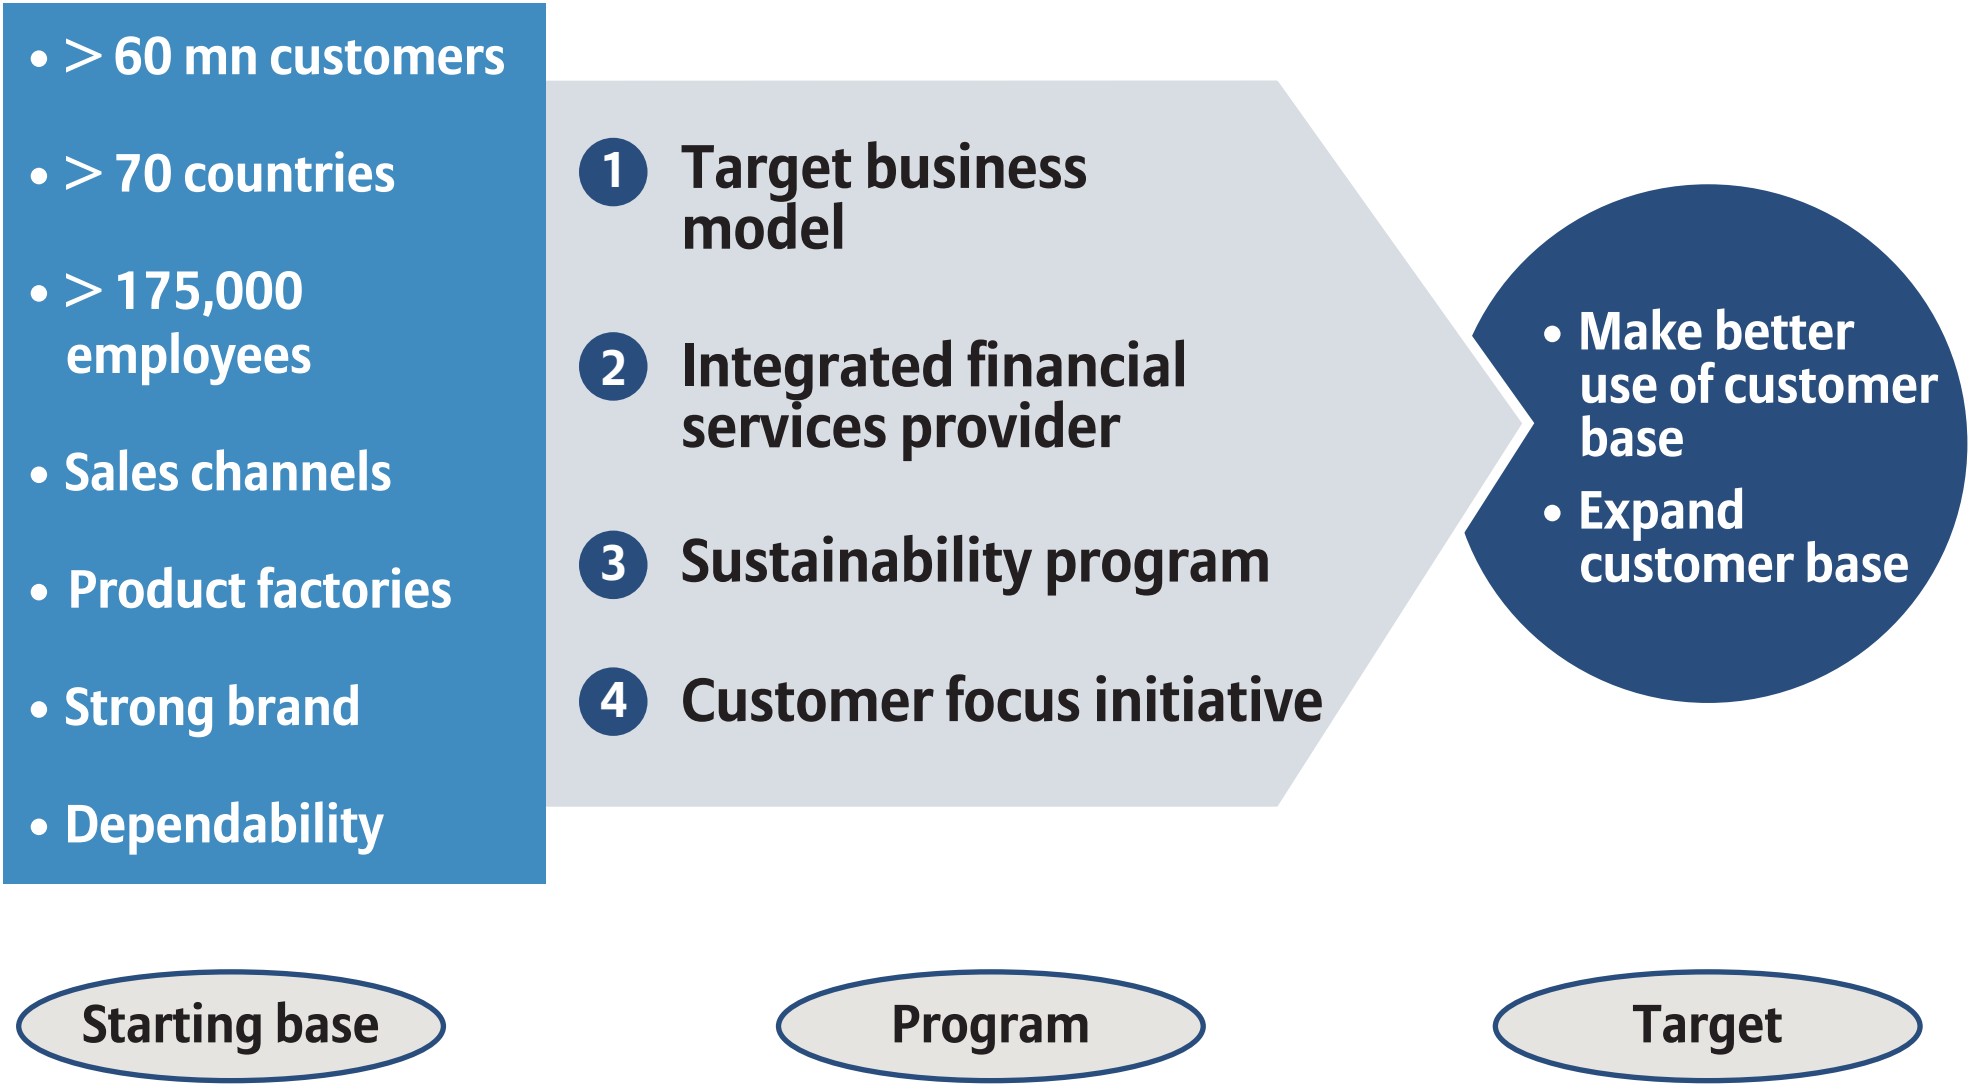 • > 60 mn customers
• > 70 countries
• > 175,000
employees
• Sales channels
• Product factories
• Strong brand
• Dependability
1 Target business
model
2 Integrated financial
services provider
3 Sustainability program
4 Customer focus initiative
• Make better
use of customer
base
• Expand
customer base
Starting base
Program
Target